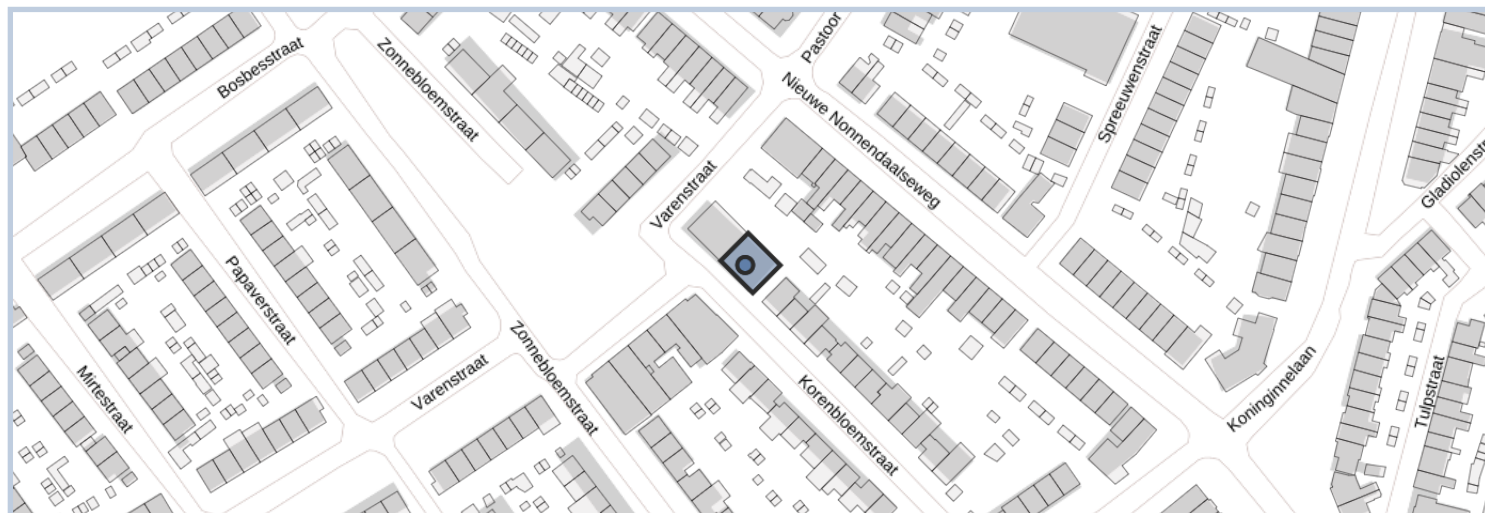 Bosbesstraat
Zonnebloemstraat
Pastoor
Nieuwe Nonnendaalseweg
Spreeuwenstraat
Gladiolenstr
Varenstraat
Papaverstraat
Mirtestraat
Varenstraat
Zonnebloemstraat
Korenbloemstraat
Koninginnelaan
Tulpstraat